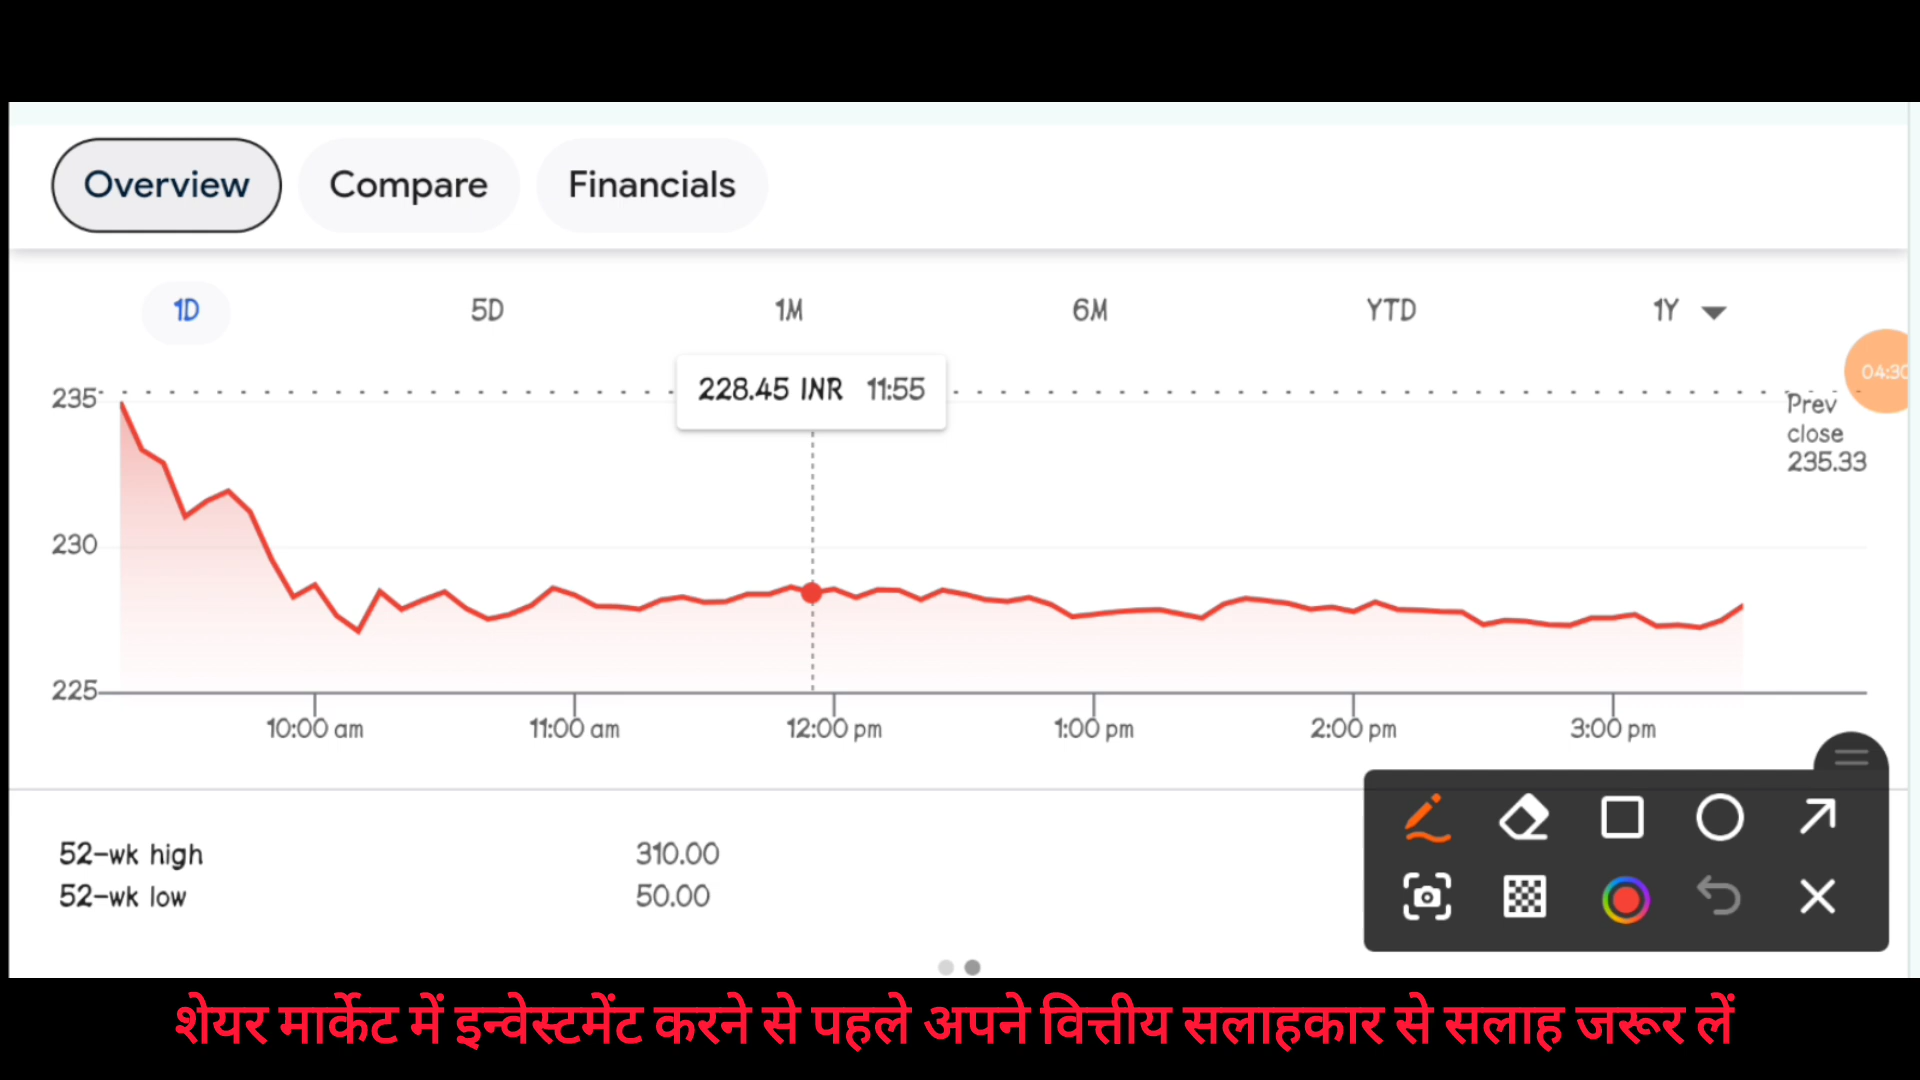 Overview Compare Financials
1D 5D 1M 6M YTD 1Y
228.45 INR 11:55
04:30
235
Prev
close
235.33
230
225
10:00 am 11:00 am 12:00 pm 1:00 pm 2:00 pm 3:00 pm
52-wk high 310.00
52-wk low 50.00
शेयर मार्केट में इन्वेस्टमेंट करने से पहले अपने वित्तीय सलाहकार से सलाह जरूर लें